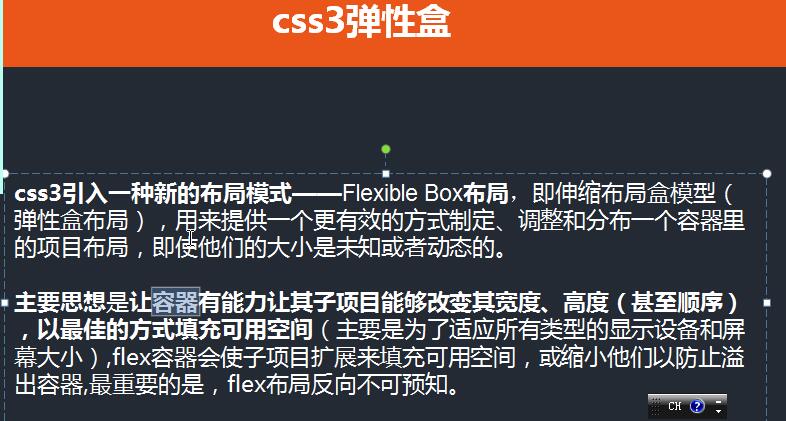 css3弹性盒
css3引入一种新的布局模式——Flexible Box布局，即伸缩布局盒模型（
弹性盒布局），用来提供一个更有效的方式制定、调整和分布一个容器里
的项目布局，即使他们的大小是未知或者动态的。
主要思想是让容器有能力让其子项目能够改变其宽度、高度（甚至顺序）
，以最佳的方式填充可用空间（主要是为了适应所有类型的显示设备和屏
幕大小）,flex容器会使子项目扩展来填充可用空间，或缩小他们以防止溢
出容器,最重要的是，flex布局反向不可预知。
CH